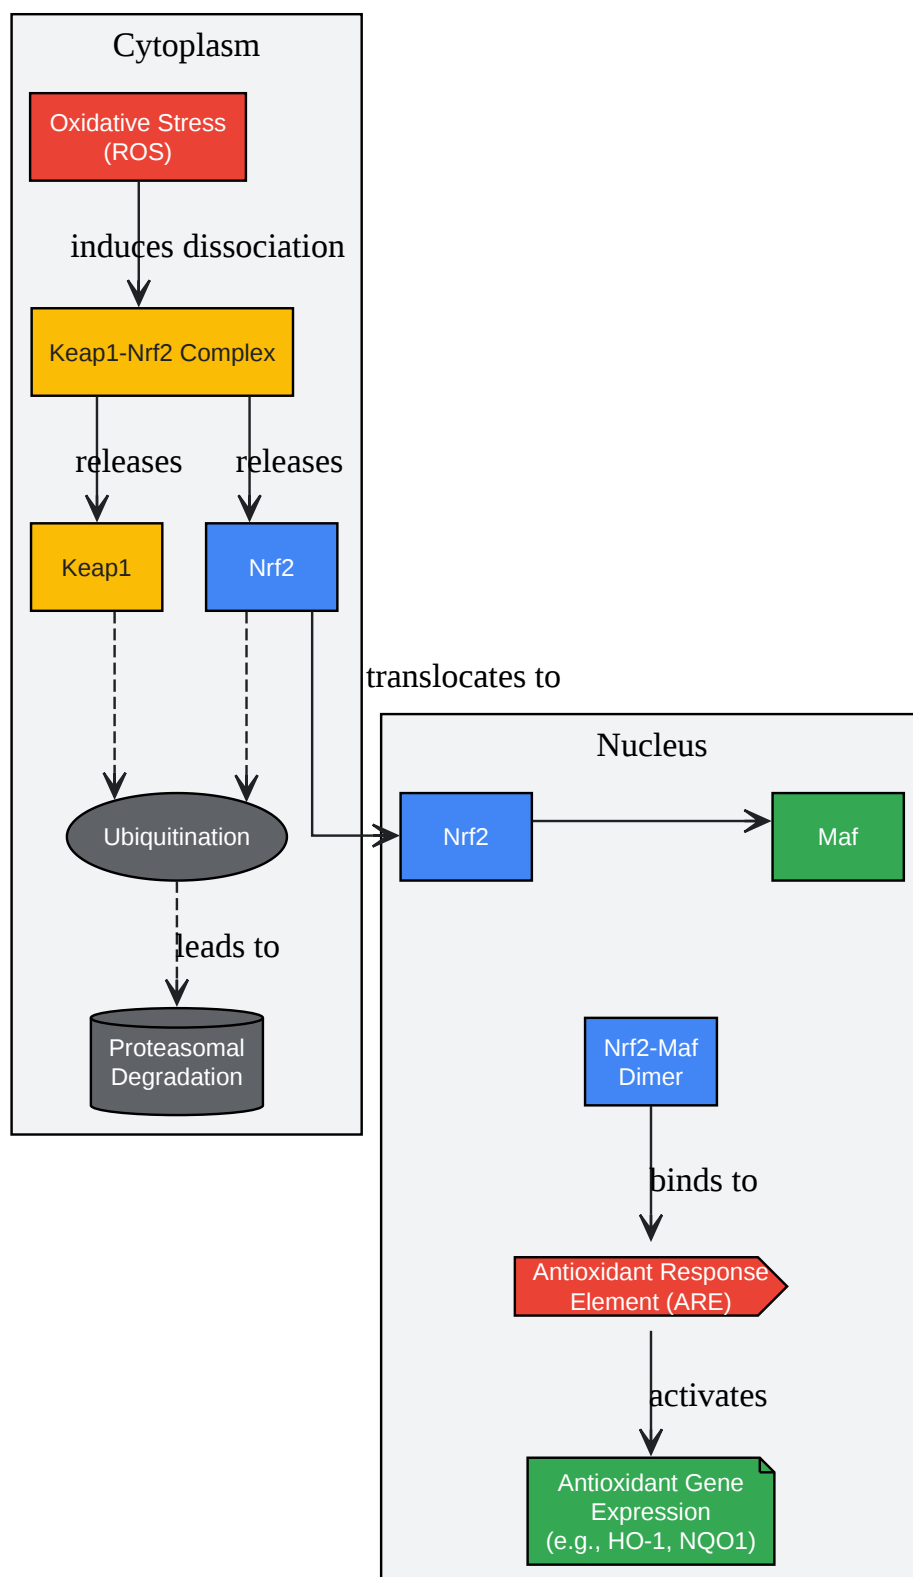 Cytoplasm
Oxidative Stress
(ROS)
induces dissociation
Keap1-Nrf2 Complex
releases
releases
Keap1
Nrf2
translocates to
Nucleus
Ubiquitination
Nrf2
Maf
leads to
Proteasomal
Degradation
Nrf2-Maf
Dimer
binds to
Antioxidant Response
Element (ARE)
activates
Antioxidant Gene
Expression
(e.g., HO-1, NQO1)